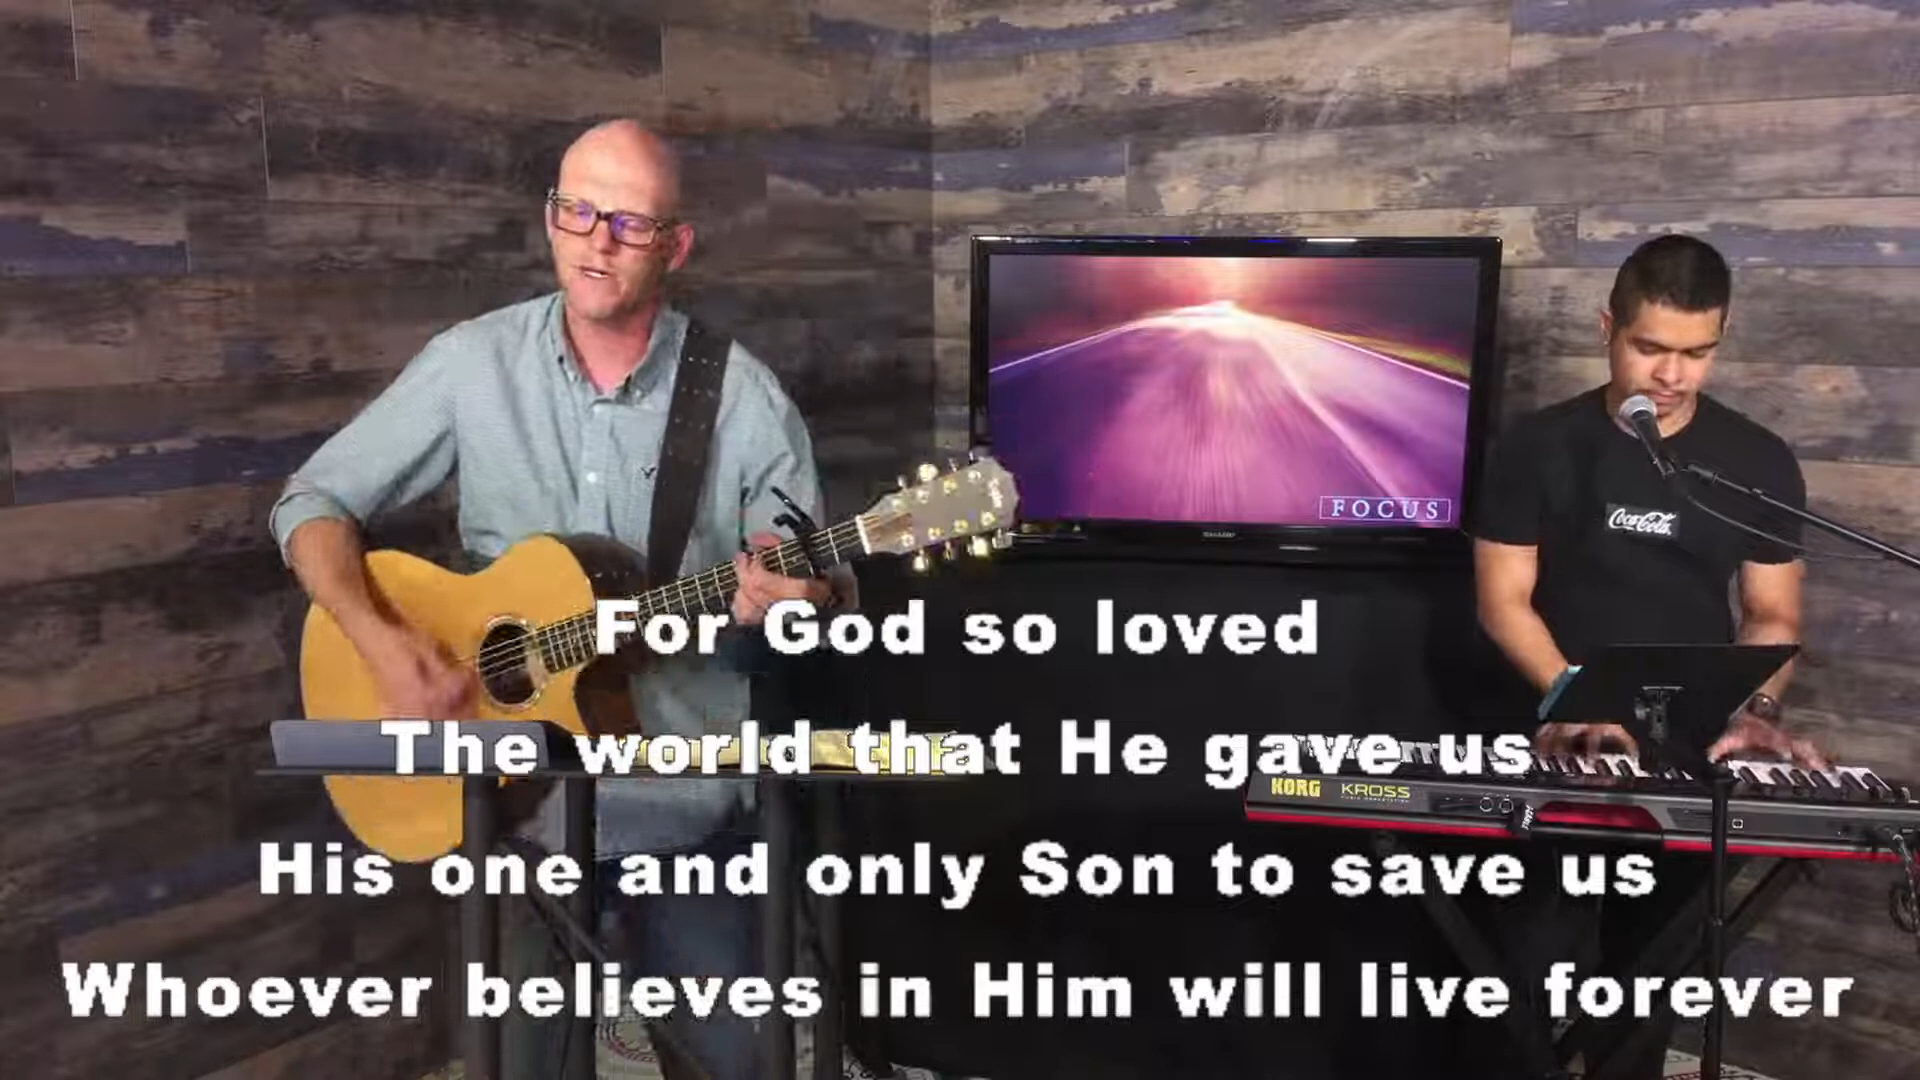 FOCUS
Coca-Cola
For God so loved
The world that He gave us
KORG KROSS
His one and only Son to save us
Whoever believes in Him will live forever